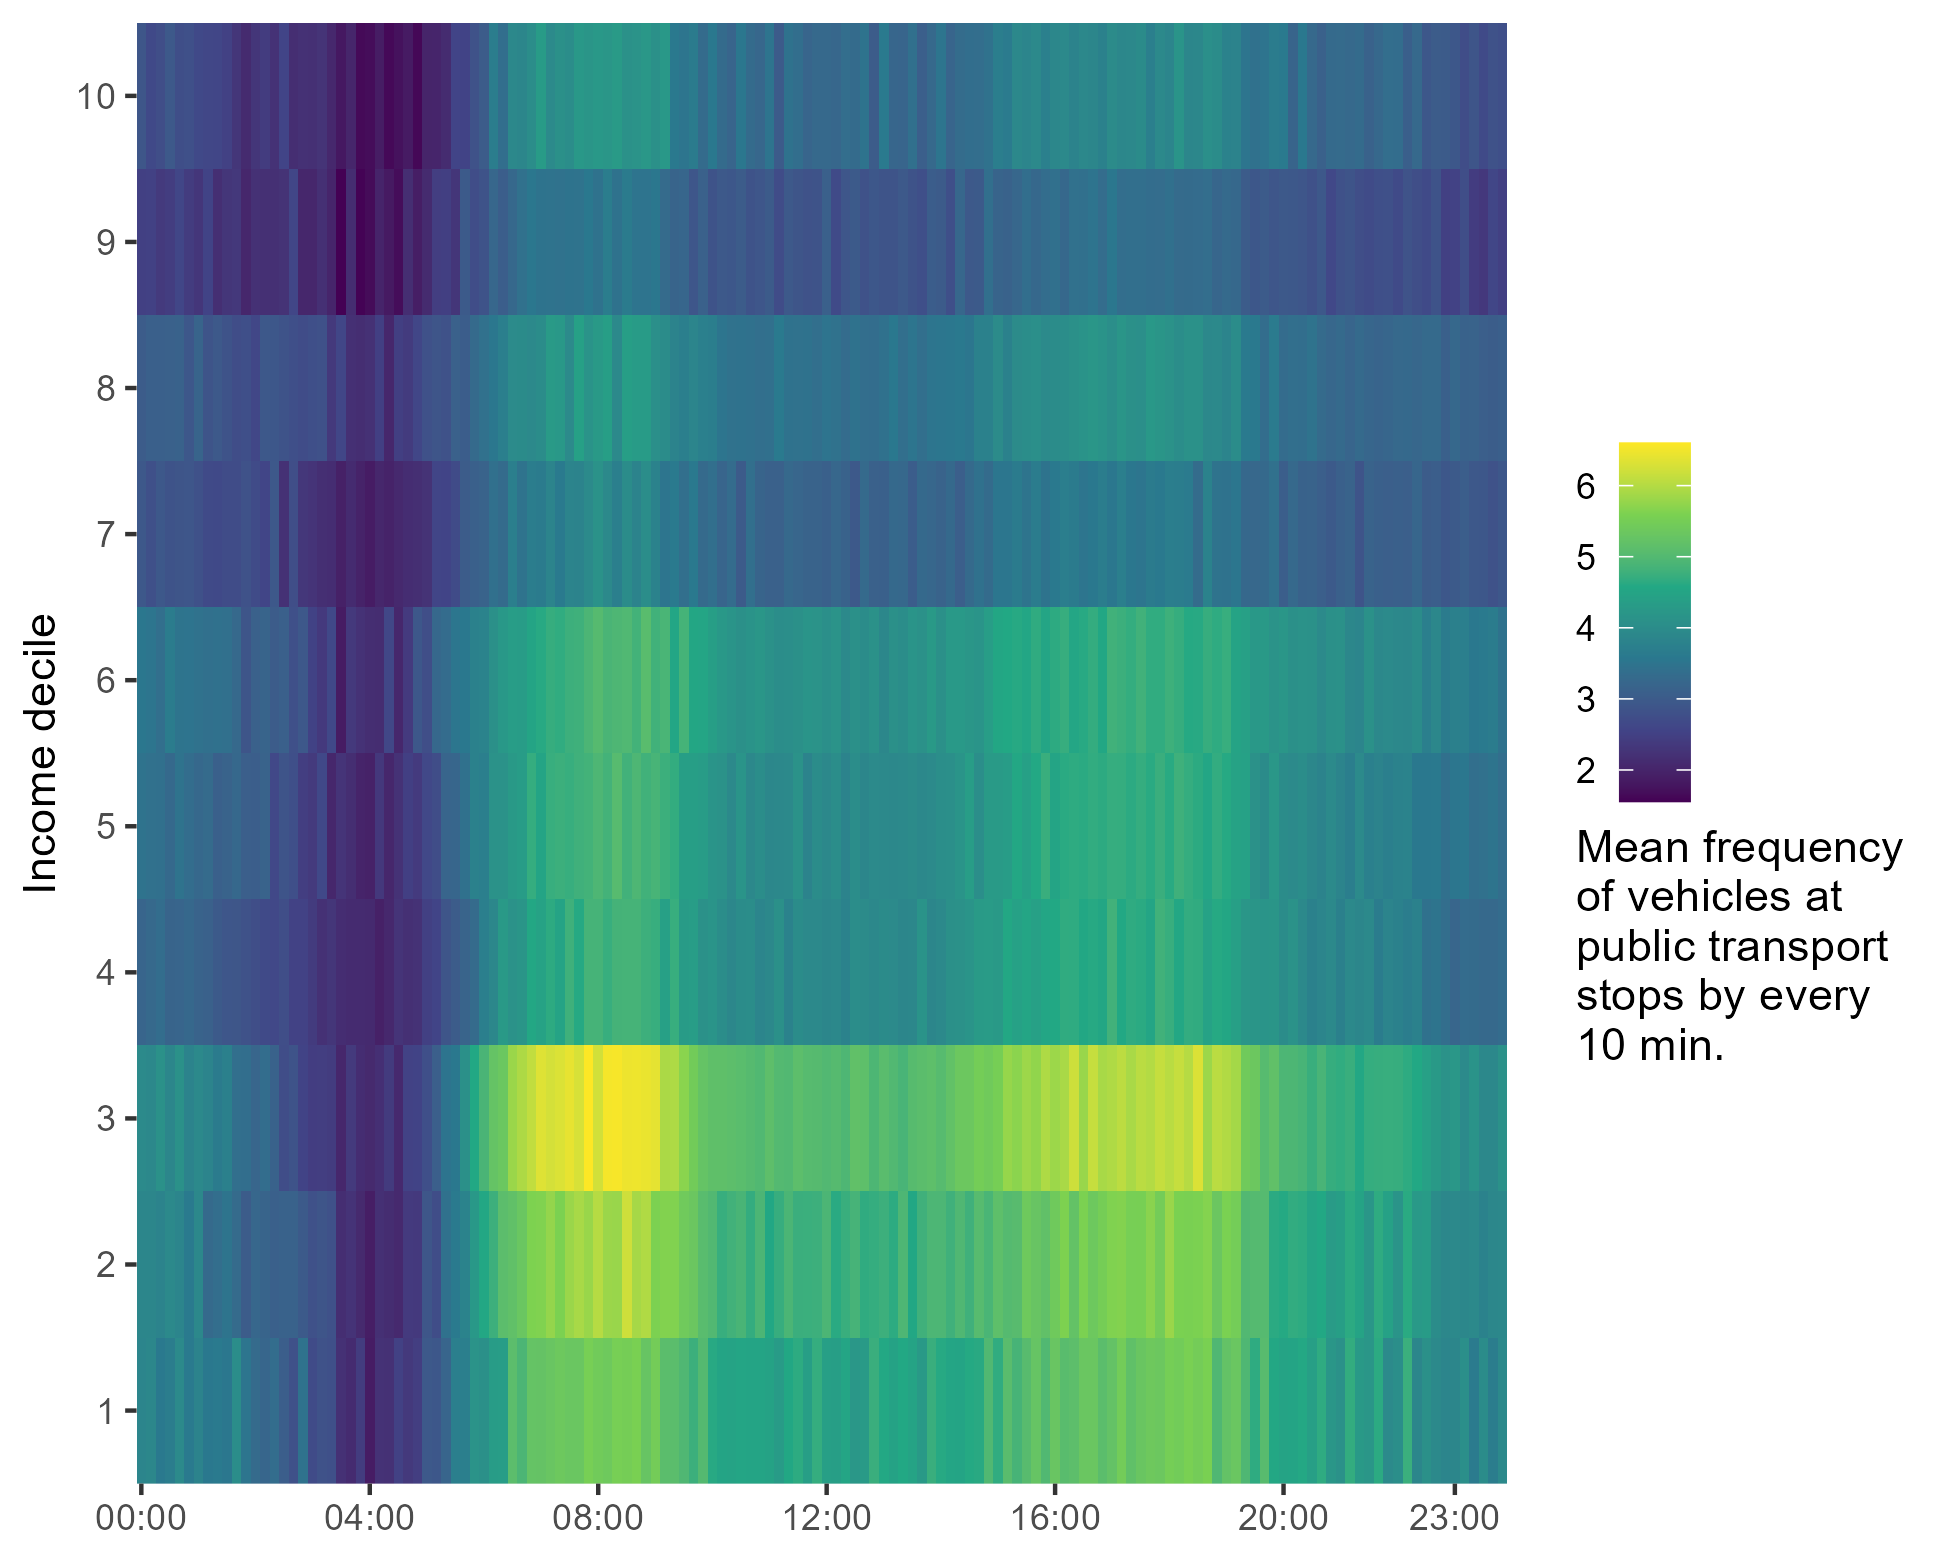 Income decile
10
9
8
7
6
5
4
3
2
1
00:00 04:00 08:00 12:00 16:00 20:00 23:00
6
5
4
3
2
Mean frequency
of vehicles at
public transport
stops by every
10 min.